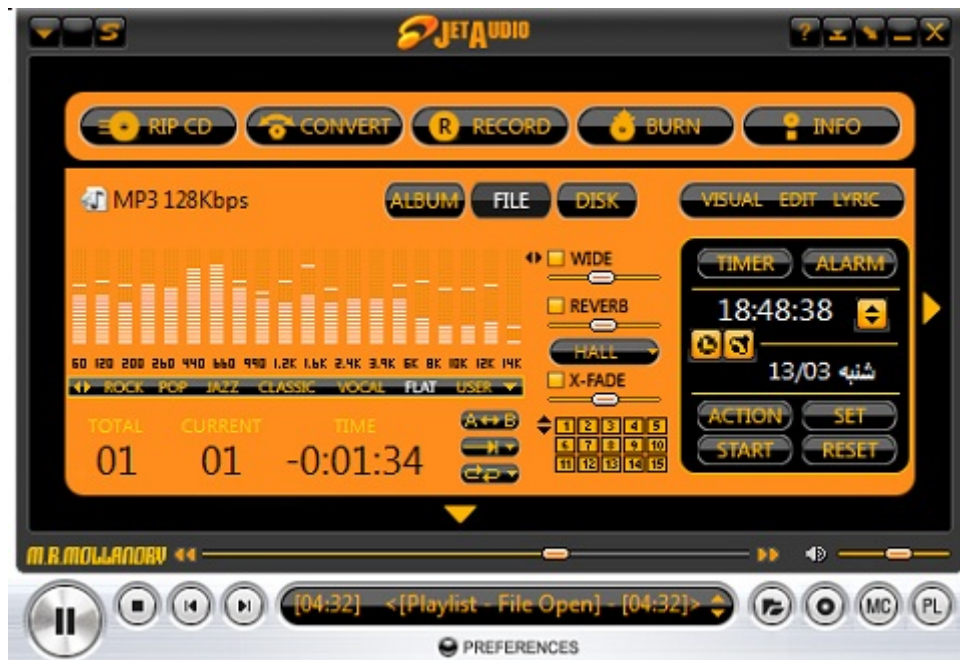 JETAUDIO
RIP CD CONVERT R RECORD BURN INFO
MP3 128Kbps ALBUM FILE DISK VISUAL EDIT LYRIC
WIDE
REVERB
HALL
X-FADE
60 120 200 260 440 660 990 1.2K 1.6K 2.4K 3.9K 6K 8K 10K 12K 14K
ROCK POP JAZZ CLASSIC VOCAL FLAT USER
TOTAL CURRENT TIME
01 01 -0:01:34
A B
1 2 3 4 5
6 7 8 9 10
11 12 13 14 15
TIMER ALARM
18:48:38
13/03 شنبه
ACTION SET
START RESET
M.R.MOLLANORV
[04:32] <[Playlist - File Open] - [04:32]>
MC PL
PREFERENCES